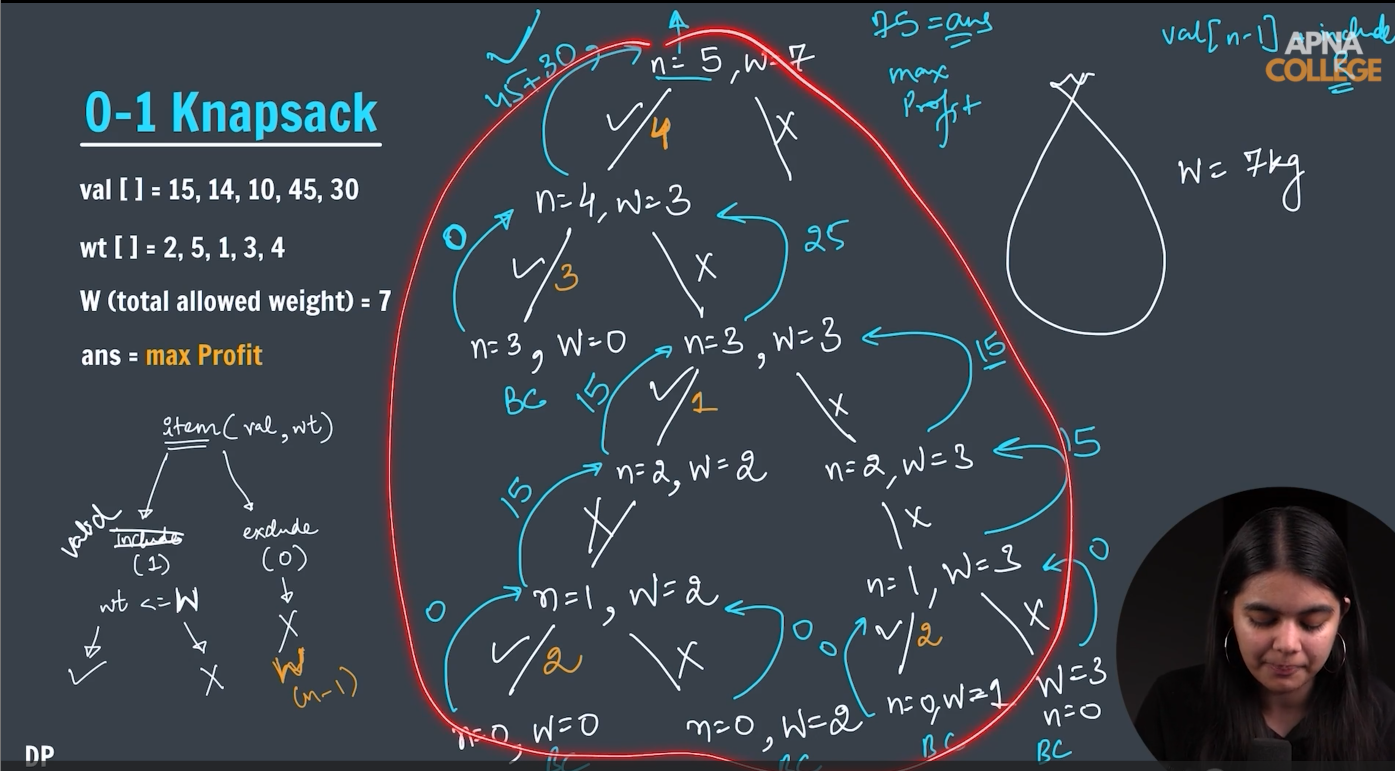 0-1 Knapsack
val [ ] = 15, 14, 10, 45, 30
wt [ ] = 2, 5, 1, 3, 4
W (total allowed weight) = 7
ans = max Profit
item (val, wt)
valid
include
(1)
exclude
(0)
wt <= W
X
X
W
(n-1)
DP
45+30
n = 5, W = 7
4
X
n = 4, W = 3
0
3
X
25
n = 3, W = 0
BC
n = 3, W = 3
15
1
X
15
n = 2, W = 2
n = 2, W = 3
15
15
X
X
n = 1, W = 2
n = 1, W = 3
0
2
X
0
0
2
X
0
n = 0, W = 0
BC
n = 0, W = 2
BC
n = 0, W = 1
BC
W = 3
n = 0
BC
75 = ans
max
Profit
val[n-1]
include
APNA
COLLEGE
W = 7kg